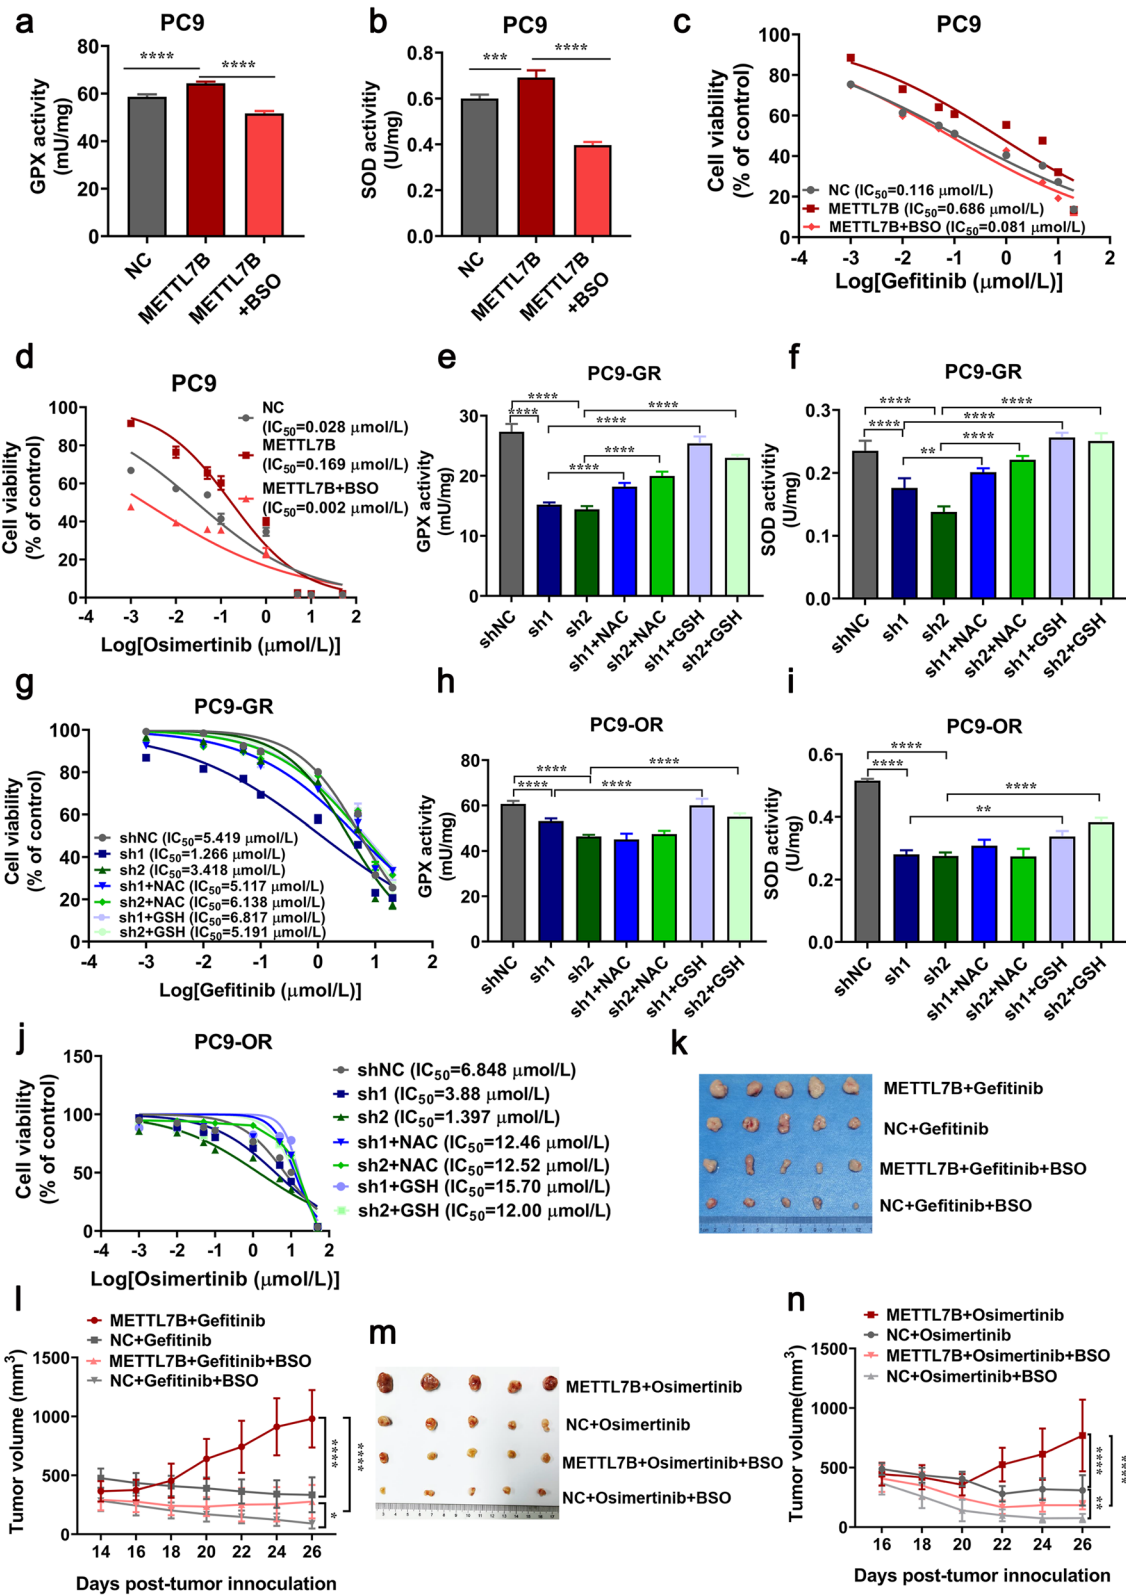 a
PC9
GPX activity
(mU/mg)
80
60
40
20
0
****
****
NC
METTL7B
METTL7B
+BSO
b
PC9
SOD activitiy
(U/mg)
0.8
0.6
0.4
0.2
0.0
***
****
NC
METTL7B
METTL7B
+BSO
c
PC9
Cell viability
(% of control)
100
80
60
40
20
0
NC (IC50=0.116 μmol/L)
METTL7B (IC50=0.686 μmol/L)
METTL7B+BSO (IC50=0.081 μmol/L)
-4 -3 -2 -1 0 1 2
Log[Gefitinib (μmol/L)]
d
PC9
Cell viability
(% of control)
100
80
60
40
20
0
NC
(IC50=0.028 μmol/L)
METTL7B
(IC50=0.169 μmol/L)
METTL7B+BSO
(IC50=0.002 μmol/L)
-4 -3 -2 -1 0 1 2
Log[Osimertinib (μmol/L)]
e
PC9-GR
GPX activity
(mU/mg)
30
20
10
0
****
****
****
****
****
****
shNC
sh1
sh2
sh1+NAC
sh2+NAC
sh1+GSH
sh2+GSH
f
PC9-GR
SOD activitiy
(U/mg)
0.3
0.2
0.1
0.0
**** ****
**** ****
****
**
shNC
sh1
sh2
sh1+NAC
sh2+NAC
sh1+GSH
sh2+GSH
g
PC9-GR
Cell viability
(% of control)
100
80
60
40
20
0
shNC (IC50=5.419 μmol/L)
sh1 (IC50=1.266 μmol/L)
sh2 (IC50=3.418 μmol/L)
sh1+NAC (IC50=5.117 μmol/L)
sh2+NAC (IC50=6.138 μmol/L)
sh1+GSH (IC50=6.817 μmol/L)
sh2+GSH (IC50=5.191 μmol/L)
-4 -3 -2 -1 0 1 2
Log[Gefitinib (μmol/L)]
h
PC9-OR
GPX activity
(mU/mg)
80
60
40
20
0
**** ****
**** ****
shNC
sh1
sh2
sh1+NAC
sh2+NAC
sh1+GSH
sh2+GSH
i
PC9-OR
SOD activitiy
(U/mg)
0.6
0.4
0.2
0.0
****
****
****
**
shNC
sh1
sh2
sh1+NAC
sh2+NAC
sh1+GSH
sh2+GSH
j
PC9-OR
Cell viability
(% of control)
150
100
50
0
-4 -3 -2 -1 0 1 2
Log[Osimertinib (μmol/L)]
shNC (IC50=6.848 μmol/L)
sh1 (IC50=3.88 μmol/L)
sh2 (IC50=1.397 μmol/L)
sh1+NAC (IC50=12.46 μmol/L)
sh2+NAC (IC50=12.52 μmol/L)
sh1+GSH (IC50=15.70 μmol/L)
sh2+GSH (IC50=12.00 μmol/L)
k
METTL7B+Gefitinib
NC+Gefitinib
METTL7B+Gefitinib+BSO
NC+Gefitinib+BSO
l
METTL7B+Gefitinib
NC+Gefitinib
METTL7B+Gefitinib+BSO
NC+Gefitinib+BSO
Tumor volume (mm3)
1500
1000
500
0
14 16 18 20 22 24 26
Days post-tumor innoculation
****
****
*
m
METTL7B+Osimertinib
NC+Osimertinib
METTL7B+Osimertinib+BSO
NC+Osimertinib+BSO
n
METTL7B+Osimertinib
NC+Osimertinib
METTL7B+Osimertinib+BSO
NC+Osimertinib+BSO
Tumor volume(mm3)
1500
1000
500
0
16 18 20 22 24 26
Days post-tumor innoculation
****
****
**